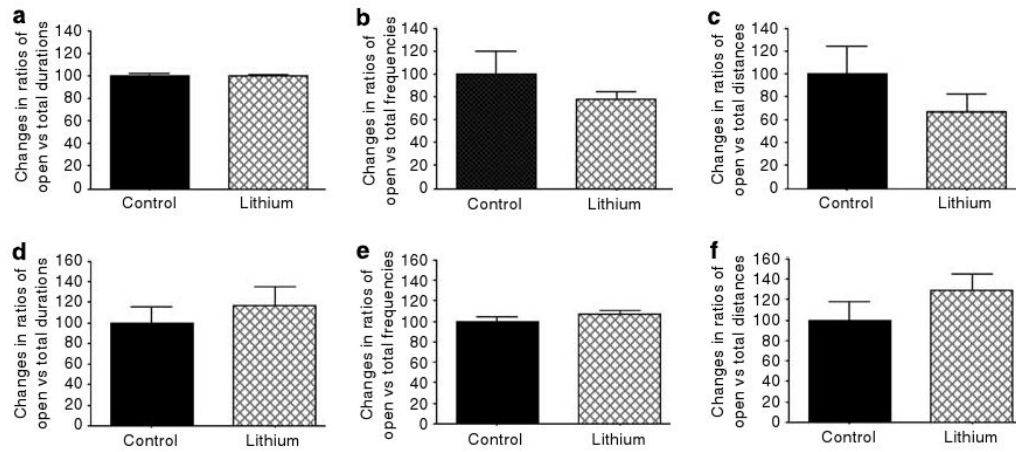 a
Changes in ratios of
open vs total durations
140
120
100
80
60
40
20
0
Control
Lithium
b
Changes in ratios of
open vs total frequencies
140
120
100
80
60
40
20
0
Control
Lithium
c
Changes in ratios of
open vs total distances
140
120
100
80
60
40
20
0
Control
Lithium
d
Changes in ratios of
open vs total durations
160
140
120
100
80
60
40
20
0
Control
Lithium
e
Changes in ratios of
open vs total frequencies
160
140
120
100
80
60
40
20
0
Control
Lithium
f
Changes in ratios of
open vs total distances
160
140
120
100
80
60
40
20
0
Control
Lithium